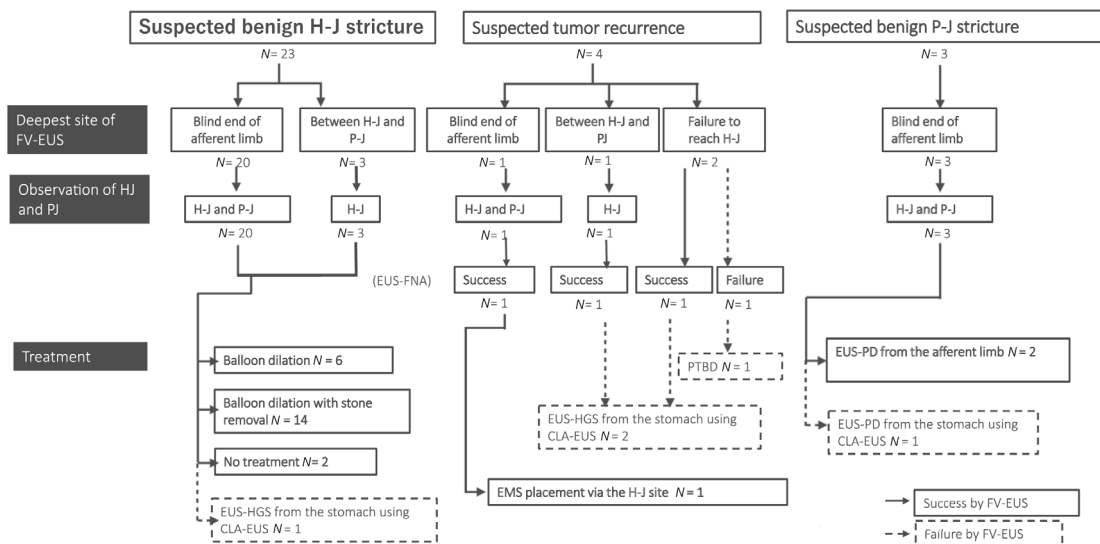 Suspected benign H-J stricture
N= 23
Suspected tumor recurrence
N= 4
Suspected benign P-J stricture
N= 3
Deepest site of
FV-EUS
Blind end of
afferent limb
N= 20
Between H-J and
P-J
N= 3
Blind end of
afferent limb
N= 1
Between H-J and
PJ
N= 1
Failure to
reach H-J
N= 2
Blind end of
afferent limb
N= 3
Observation of HJ
and PJ
H-J and P-J
N= 20
H-J
N= 3
H-J and P-J
N= 1
H-J
N= 1
H-J and P-J
N= 3
(EUS-FNA)
Success
N= 1
Success
N= 1
Success
N= 1
Failure
N= 1
Treatment
Balloon dilation N = 6
Balloon dilation with stone
removal N = 14
No treatment N = 2
EUS-HGS from the stomach using
CLA-EUS N = 1
PTBD N = 1
EUS-HGS from the stomach using
CLA-EUS N = 2
EMS placement via the H-J site N = 1
EUS-PD from the afferent limb N = 2
EUS-PD from the stomach using
CLA-EUS N = 1
Success by FV-EUS
Failure by FV-EUS